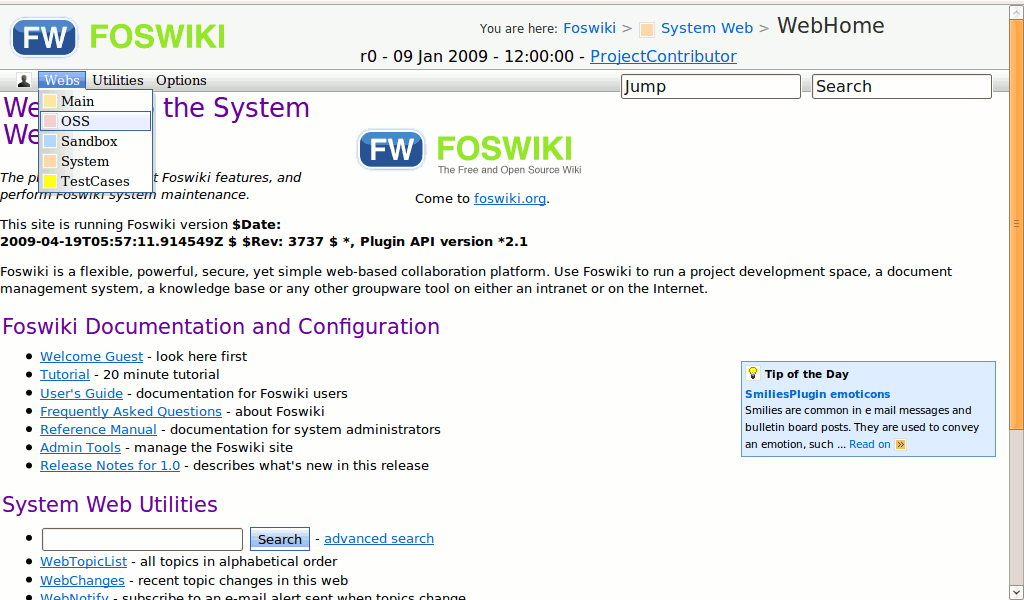 FW FOSWIKI
You are here: Foswiki > System Web > WebHome
r0 - 09 Jan 2009 - 12:00:00 - ProjectContributor
Webs Utilities Options
Jump Search
Main
OSS
Sandbox
System
TestCases
We the System
We
FW FOSWIKI
The Free and Open Source Wiki
Come to foswiki.org.
The Foswiki features, and
perform Foswiki system maintenance.
This site is running Foswiki version $Date:
2009-04-19T05:57:11.914549Z $ $Rev: 3737 $ *, Plugin API version *2.1
Foswiki is a flexible, powerful, secure, yet simple web-based collaboration platform. Use Foswiki to run a project development space, a document
management system, a knowledge base or any other groupware tool on either an intranet or on the Internet.
Foswiki Documentation and Configuration
• Welcome Guest - look here first
• Tutorial - 20 minute tutorial
• User's Guide - documentation for Foswiki users
• Frequently Asked Questions - about Foswiki
• Reference Manual - documentation for system administrators
• Admin Tools - manage the Foswiki site
• Release Notes for 1.0 - describes what's new in this release
Tip of the Day
SmiliesPlugin emoticons
Smilies are common in e mail messages and
bulletin board posts. They are used to convey
an emotion, such ... Read on »
System Web Utilities
• Search - advanced search
• WebTopicList - all topics in alphabetical order
• WebChanges - recent topic changes in this web
• WebNotify - subscribe to an e-mail alert sent when topics change